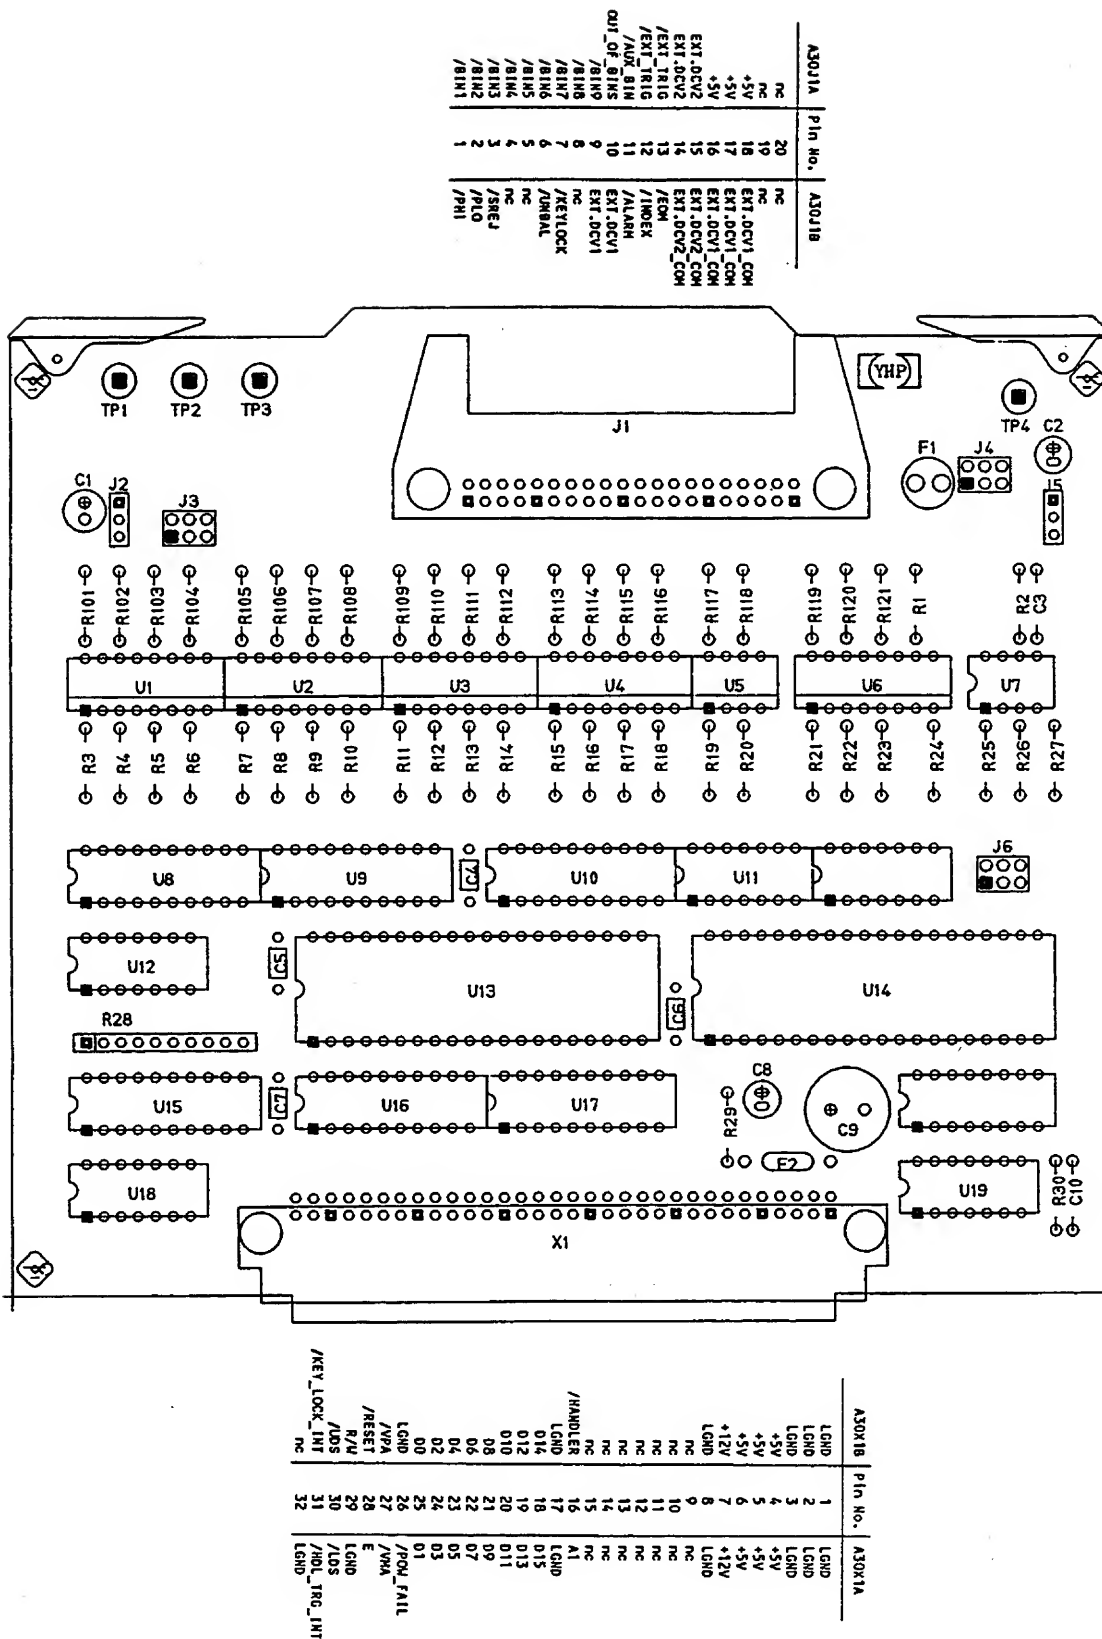 A30J1A Pin No. A30J1B
nc 20 nc
nc 19 nc
+5V 18 EXT.DCV1_COM
+5V 17 EXT.DCV1_COM
+5V 16 EXT.DCV1_COM
EXT.DCV2 15 EXT.DCV2_COM
EXT.DCV2 14 EXT.DCV2_COM
/EXT_TRIG 13 /EOM
/EXT_TRIG 12 /INDEX
/AUX_BIN 11 /ALARM
OUT_OF_BINS 10 EXT.DCV1
/BIN9 9 EXT.DCV1
/BIN8 8 nc
/BIN7 7 /KEYLOCK
/BIN6 6 /UNBAL
/BIN5 5 nc
/BIN4 4 nc
/BIN3 3 /SREJ
/BIN2 2 /PLO
/BIN1 1 /PHI
YHP
TP1 TP2 TP3 J1 TP4
C1 J2 J3 F1 J4 C2 J5
R101 R102 R103 R104 R105 R106 R107 R108 R109 R110 R111 R112 R113 R114 R115 R116 R117 R118 R119 R120 R121 R1 R2 C3
U1 U2 U3 U4 U5 U6 U7
R3 R4 R5 R6 R7 R8 R9 R10 R11 R12 R13 R14 R15 R16 R17 R18 R19 R20 R21 R22 R23 R24 R25 R26 R27
U8 U9 C4 U10 U11 J6
U12 C5 U13 C6 U14
R28
U15 C7 U16 U17 R29 C8 C9
F2
U18 U19 R30 C10
X1
A30X1B Pin No. A30X1A
LGND 1 LGND
LGND 2 LGND
LGND 3 LGND
+5V 4 +5V
+5V 5 +5V
+5V 6 +5V
+12V 7 +12V
LGND 8 LGND
nc 9 nc
nc 10 nc
nc 11 nc
nc 12 nc
nc 13 nc
nc 14 nc
nc 15 nc
/HANDLER 16 A1
LGND 17 LGND
D14 18 D15
D12 19 D13
D10 20 D11
D8 21 D9
D6 22 D7
D4 23 D5
D2 24 D3
D0 25 D1
LGND 26 /POW_FAIL
/VPA 27 /VMA
/RESET 28 E
R/W 29 LGND
/UDS 30 /LDS
/KEY_LOCK_INT 31 /HDL_TRG_INT
nc 32 LGND